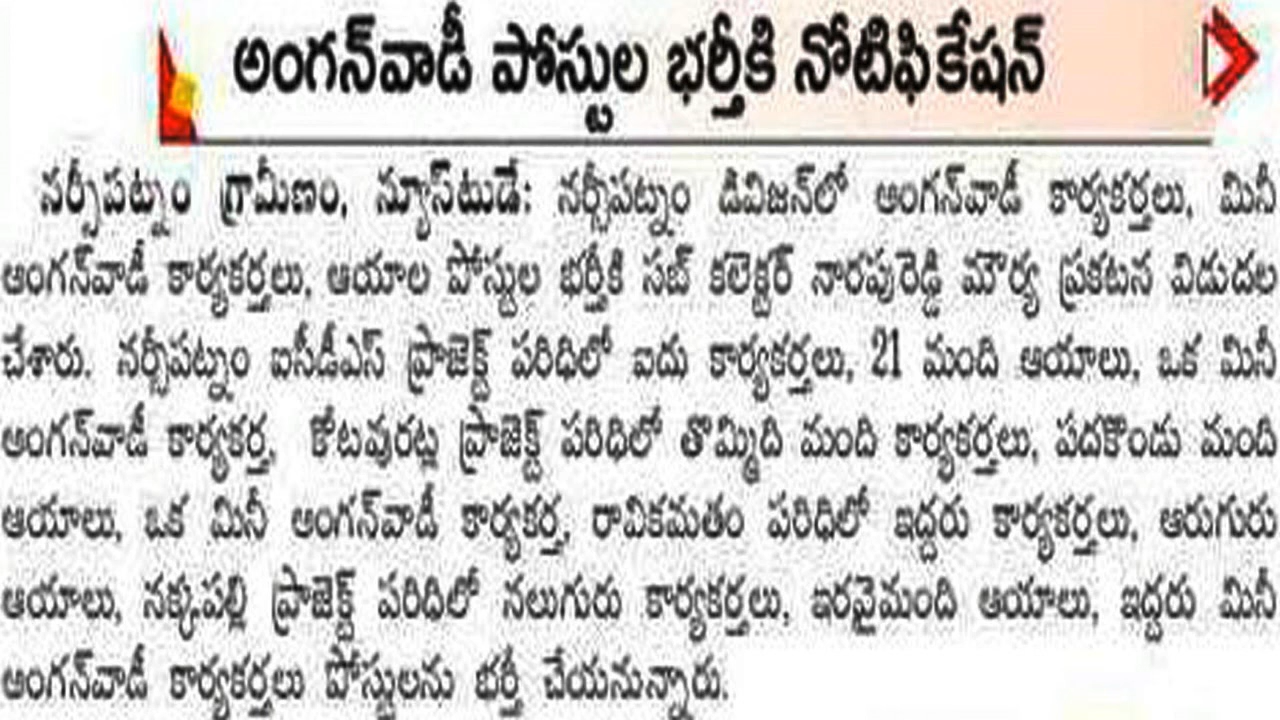 అంగన్‌వాడీ పోస్టుల భర్తీకి నోటిఫికేషన్
నర్సీపట్నం గ్రామీణం, న్యూస్‌టుడే: నర్సీపట్నం డివిజన్‌లో అంగన్‌వాడీ కార్యకర్తలు, మినీ
అంగన్‌వాడీ కార్యకర్తలు, ఆయాల పోస్టుల భర్తీకి సబ్ కలెక్టర్ నారపురెడ్డి మౌర్య ప్రకటన విడుదల
చేశారు. నర్సీపట్నం ఐసీడీఎస్ ప్రాజెక్ట్ పరిధిలో ఐదు కార్యకర్తలు, 21 మంది ఆయాలు, ఒక మినీ
అంగన్‌వాడీ కార్యకర్త, కోటవురట్ల ప్రాజెక్ట్ పరిధిలో తొమ్మిది మంది కార్యకర్తలు, పదకొండు మంది
ఆయాలు, ఒక మినీ అంగన్‌వాడీ కార్యకర్త, రావికమతం పరిధిలో ఇద్దరు కార్యకర్తలు, ఆరుగురు
ఆయాలు, నక్కపల్లి ప్రాజెక్ట్ పరిధిలో నలుగురు కార్యకర్తలు, ఇరవైమంది ఆయాలు, ఇద్దరు మినీ
అంగన్‌వాడీ కార్యకర్తలు పోస్టులను భర్తీ చేయనున్నారు.